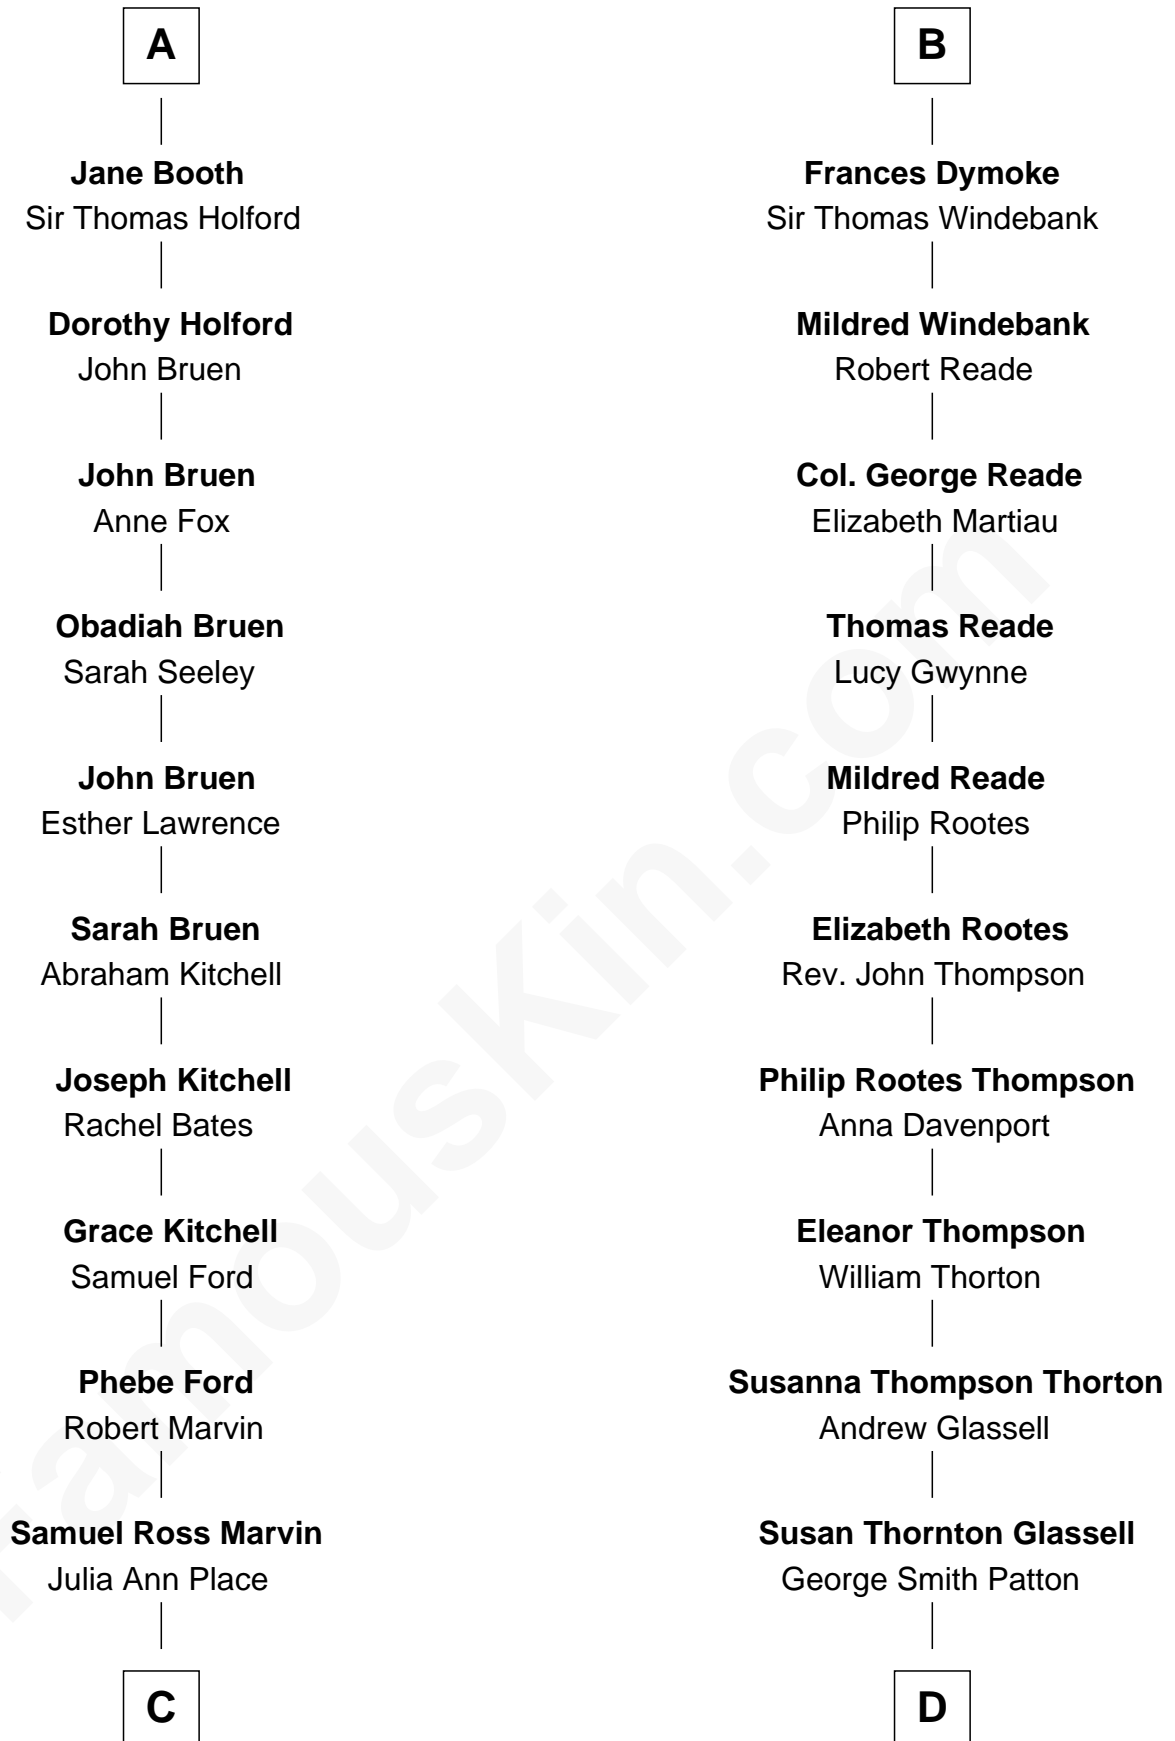 A
Jane Booth
Sir Thomas Holford
Dorothy Holford
John Bruen
John Bruen
Anne Fox
Obadiah Bruen
Sarah Seeley
John Bruen
Esther Lawrence
Sarah Bruen
Abraham Kitchell
Joseph Kitchell
Rachel Bates
Grace Kitchell
Samuel Ford
Phebe Ford
Robert Marvin
Samuel Ross Marvin
Julia Ann Place
C
B
Frances Dymoke
Sir Thomas Windebank
Mildred Windebank
Robert Reade
Col. George Reade
Elizabeth Martiau
Thomas Reade
Lucy Gwynne
Mildred Reade
Philip Rootes
Elizabeth Rootes
Rev. John Thompson
Philip Rootes Thompson
Anna Davenport
Eleanor Thompson
William Thorton
Susanna Thompson Thorton
Andrew Glassell
Susan Thornton Glassell
George Smith Patton
D
FamousKin.com